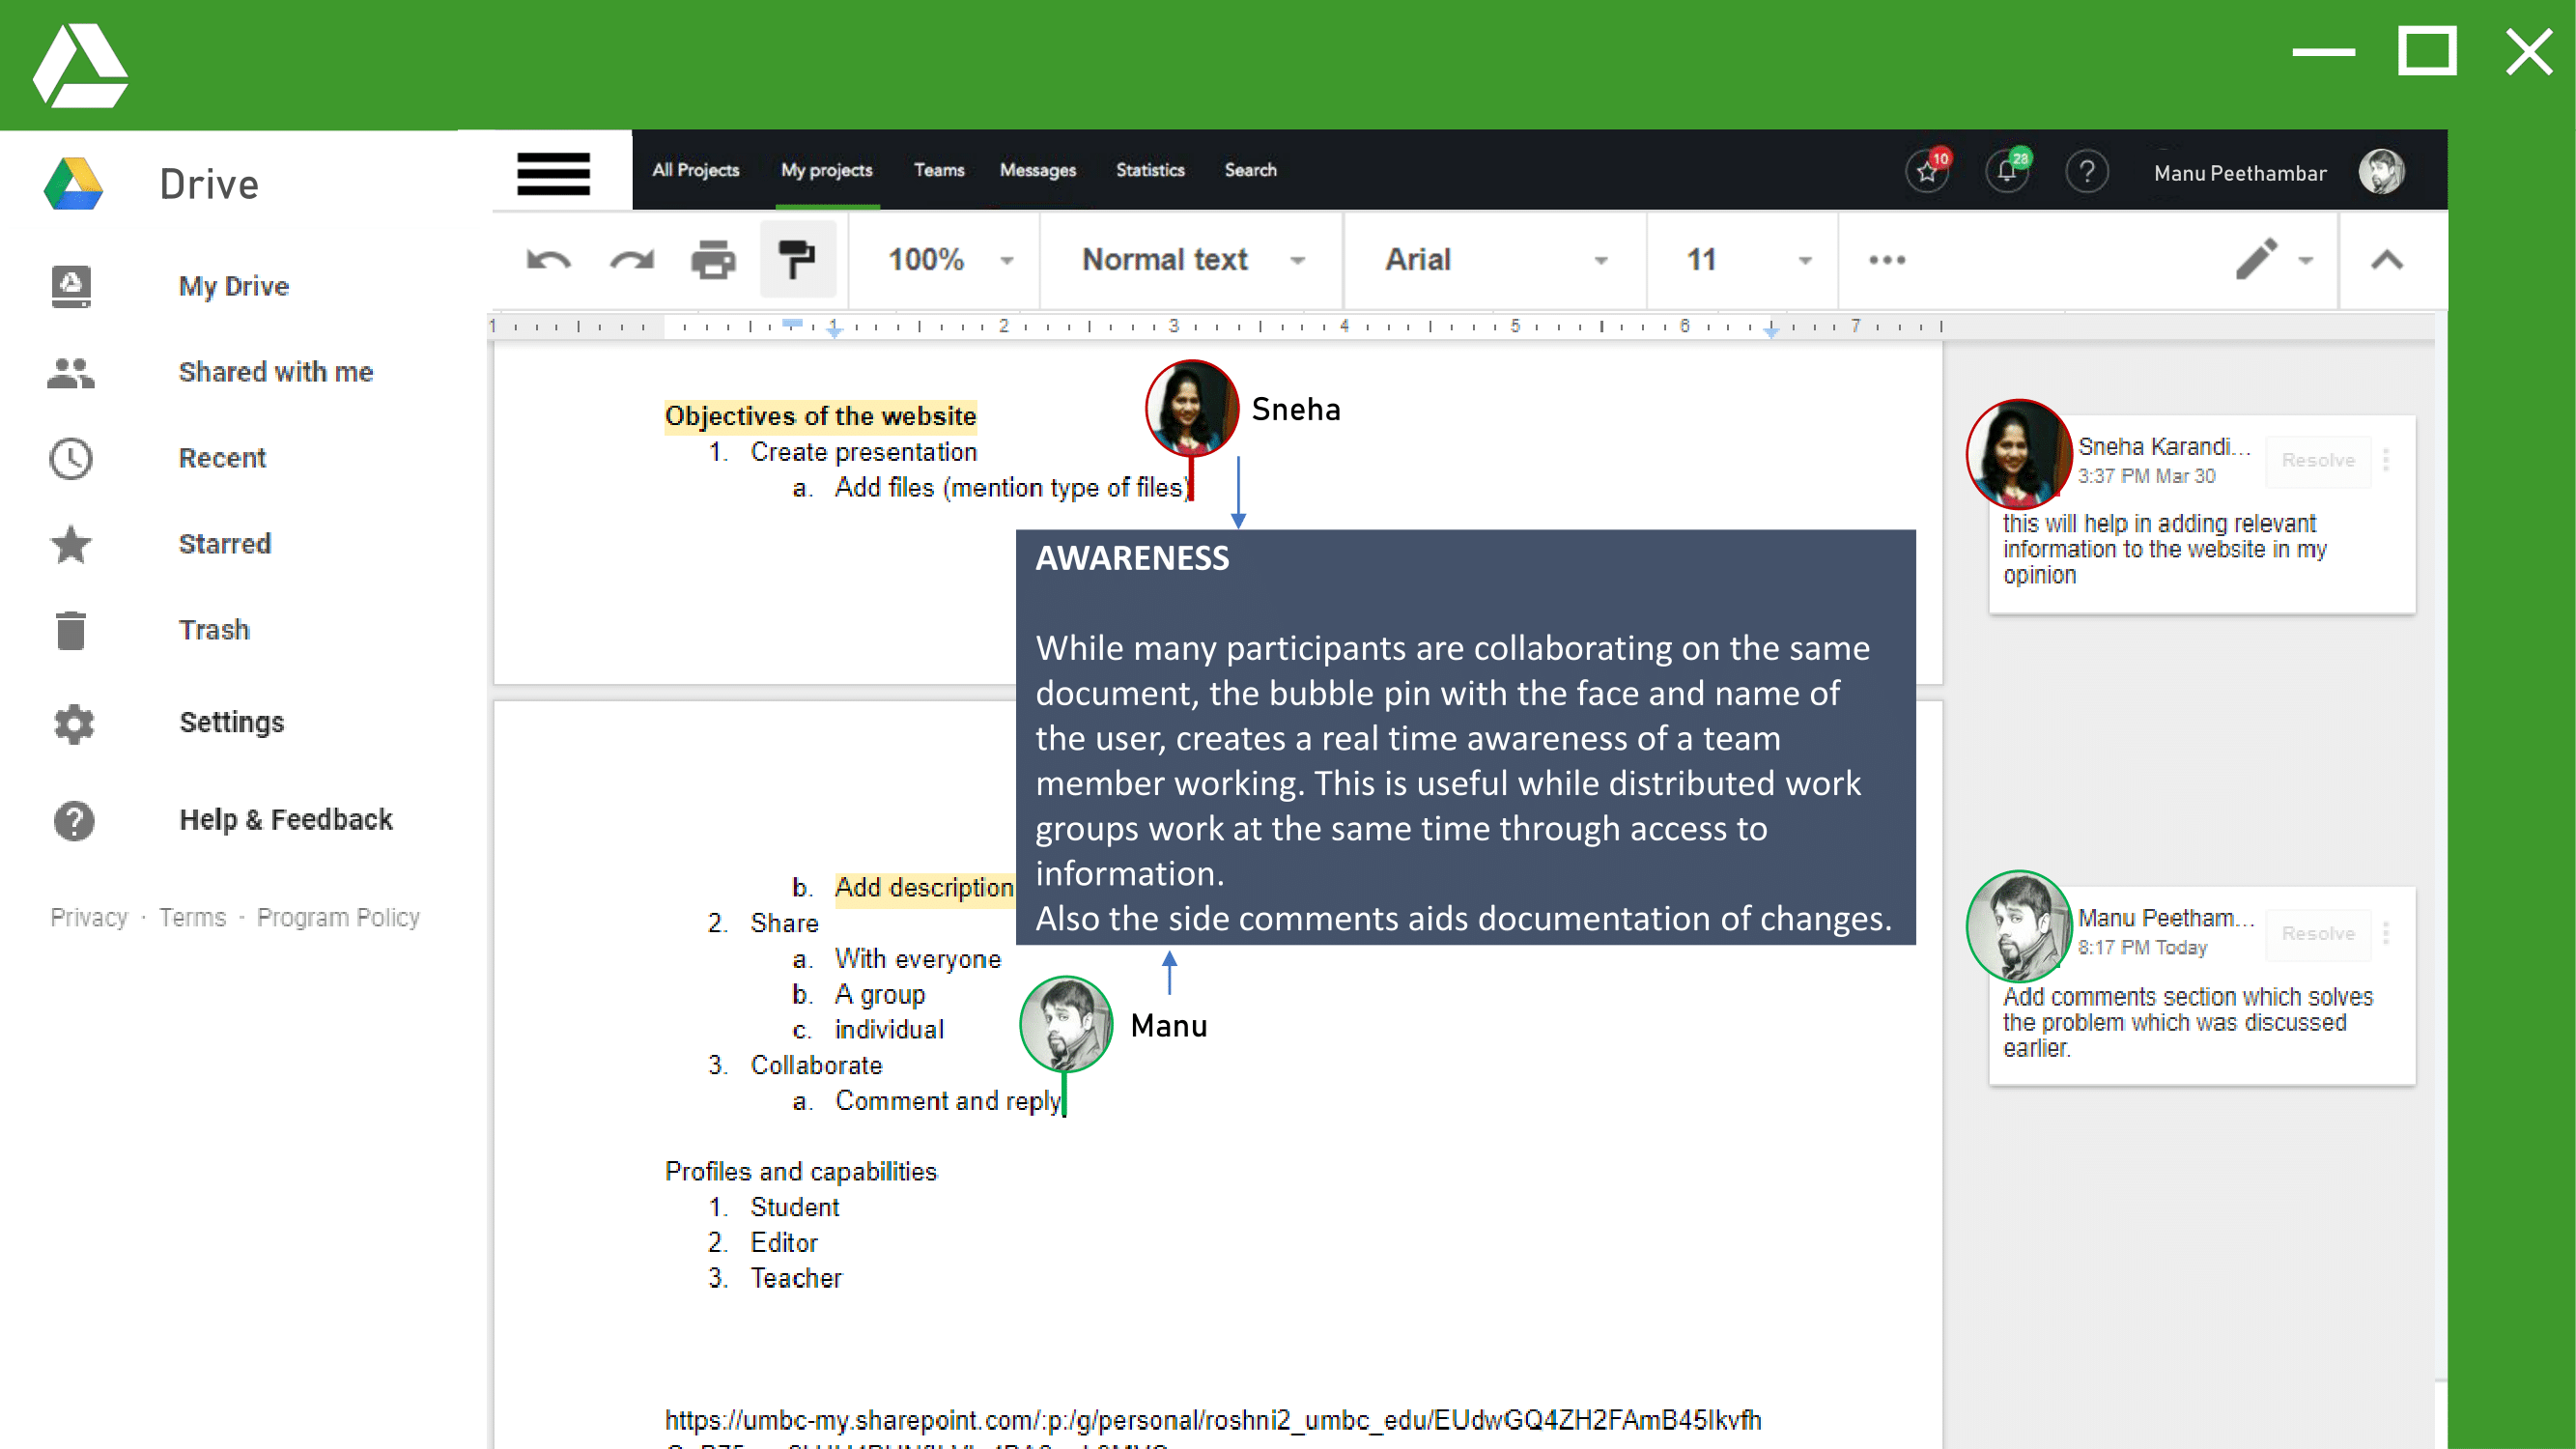 Drive
My Drive
Shared with me
Recent
Starred
Trash
Settings
Help & Feedback
Privacy · Terms · Program Policy
All Projects My projects Teams Messages Statistics Search
10 28 ? Manu Peethambar
100% Normal text Arial 11
1 1 2 3 4 5 6 7
Sneha
Objectives of the website
1. Create presentation
a. Add files (mention type of files)
AWARENESS
While many participants are collaborating on the same
document, the bubble pin with the face and name of
the user, creates a real time awareness of a team
member working. This is useful while distributed work
groups work at the same time through access to
information.
Also the side comments aids documentation of changes.
b. Add description
2. Share
a. With everyone
b. A group
c. individual
Manu
3. Collaborate
a. Comment and reply
Profiles and capabilities
1. Student
2. Editor
3. Teacher
https://umbc-my.sharepoint.com/:p:/g/personal/roshni2_umbc_edu/EUdwGQ4ZH2FAmB45Ikvfh
Sneha Karandi...
3:37 PM Mar 30
Resolve
this will help in adding relevant
information to the website in my
opinion
Manu Peetham...
8:17 PM Today
Resolve
Add comments section which solves
the problem which was discussed
earlier.